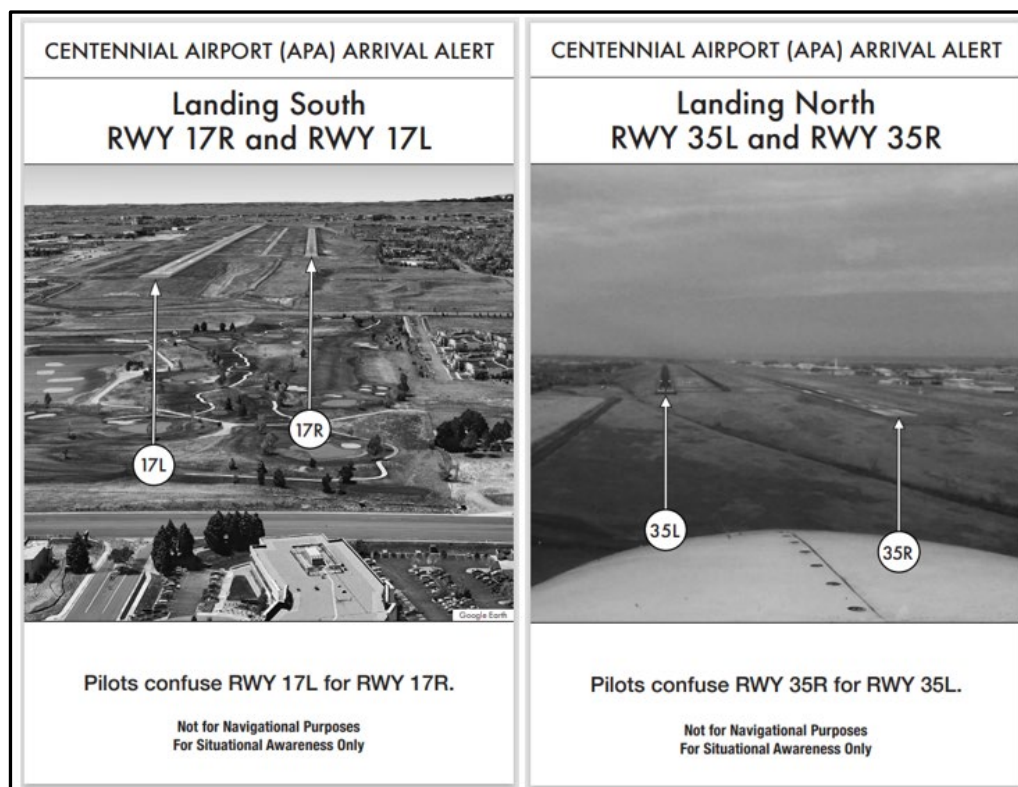 CENTENNIAL AIRPORT (APA) ARRIVAL ALERT
Landing South
RWY 17R and RWY 17L
17L
17R
Google Earth
Pilots confuse RWY 17L for RWY 17R.
Not for Navigational Purposes
For Situational Awareness Only
CENTENNIAL AIRPORT (APA) ARRIVAL ALERT
Landing North
RWY 35L and RWY 35R
35L
35R
Pilots confuse RWY 35R for RWY 35L.
Not for Navigational Purposes
For Situational Awareness Only